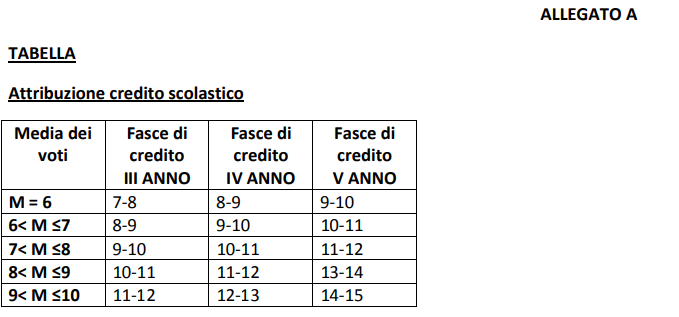 ALLEGATO A
TABELLA
Attribuzione credito scolastico
Media dei voti Fasce di credito III ANNO Fasce di credito IV ANNO Fasce di credito V ANNO
M = 6 7-8 8-9 9-10
6< M ≤7 8-9 9-10 10-11
7< M ≤8 9-10 10-11 11-12
8< M ≤9 10-11 11-12 13-14
9< M ≤10 11-12 12-13 14-15